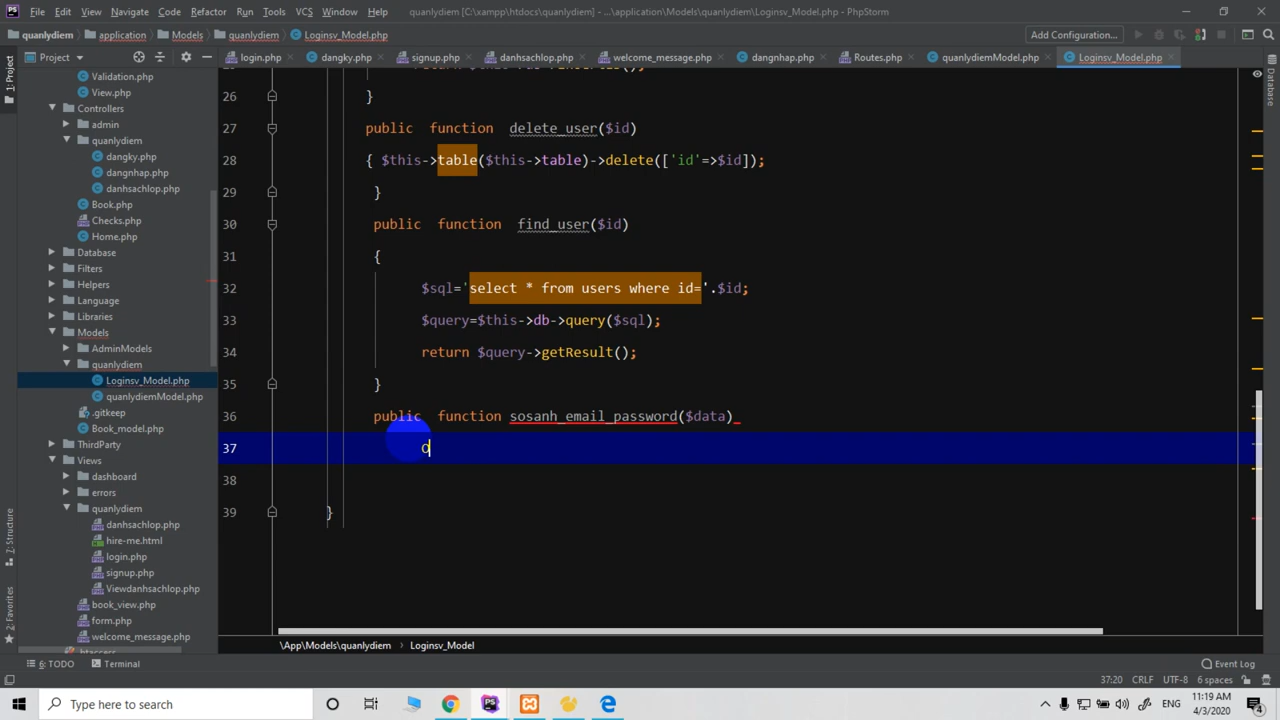 File Edit View Navigate Code Refactor Run Tools VCS Window Help quanlydiem [C:\xampp\htdocs\quanlydiem] - ...\application\Models\quanlydiem\Loginsv_Model.php - PhpStorm
quanlydiem application Models quanlydiem Loginsv_Model.php Add Configuration...
Project login.php dangky.php signup.php danhsachlop.php welcome_message.php dangnhap.php Routes.php quanlydiemModel.php Loginsv_Model.php
1: Project
Database
Validation.php
View.php
Controllers
admin
quanlydiem
dangky.php
dangnhap.php
danhsachlop.php
Book.php
Checks.php
Home.php
Database
Filters
Helpers
Language
Libraries
Models
AdminModels
quanlydiem
Loginsv_Model.php
quanlydiemModel.php
.gitkeep
Book_model.php
ThirdParty
Views
dashboard
errors
quanlydiem
danhsachlop.php
hire-me.html
login.php
signup.php
Viewdanhsachlop.php
book_view.php
form.php
welcome_message.php
.htaccess
7: Structure
2: Favorites
26 }
27 public function delete_user($id)
28 { $this->table($this->table)->delete(['id'=>$id]);
29 }
30 public function find_user($id)
31 {
32 $sql='select * from users where id='.$id;
33 $query=$this->db->query($sql);
34 return $query->getResult();
35 }
36 public function sosanh_email_password($data)
37
38
39 }
\App\Models\quanlydiem Loginsv_Model
6: TODO Terminal Event Log
37:20 CRLF UTF-8 6 spaces
Type here to search
11:19 AM
4/3/2020
4